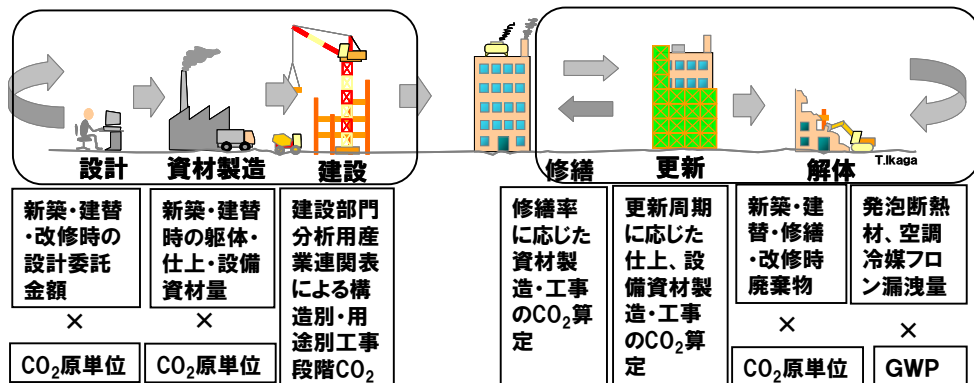 設計
資材製造
建設
修繕
更新
解体
T.Ikaga
新築・建替
・改修時の
設計委託
金額
×
CO₂原単位
新築・建替
時の躯体・
仕上・設備
資材量
×
CO₂原単位
建設部門
分析用産
業連関表
による構
造別・用
途別工事
段階CO₂
修繕率
に応じた
資材製
造・工事
のCO₂算
定
更新周期
に応じた
仕上、設
備資材製
造・工事
のCO₂算
定
新築・建
替・修繕
・改修時
廃棄物
×
CO₂原単位
発泡断熱
材、空調
冷媒フロ
ン漏洩量
×
GWP